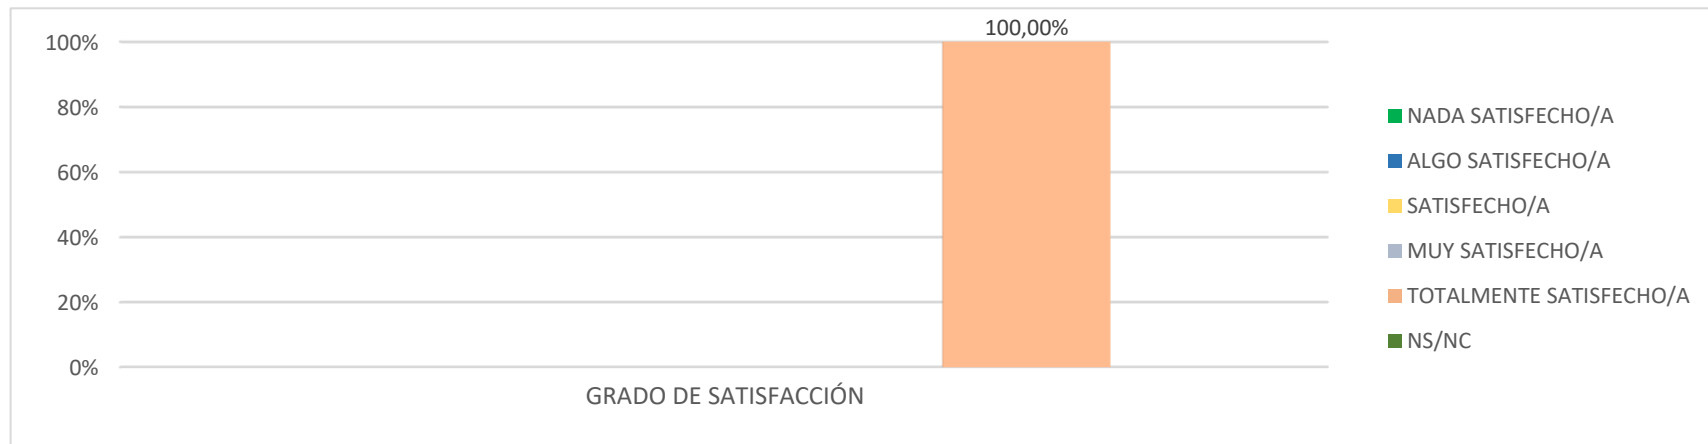 100,00%
100%
80%
60%
40%
20%
0%
GRADO DE SATISFACCIÓN
NADA SATISFECHO/A
ALGO SATISFECHO/A
SATISFECHO/A
MUY SATISFECHO/A
TOTALMENTE SATISFECHO/A
NS/NC